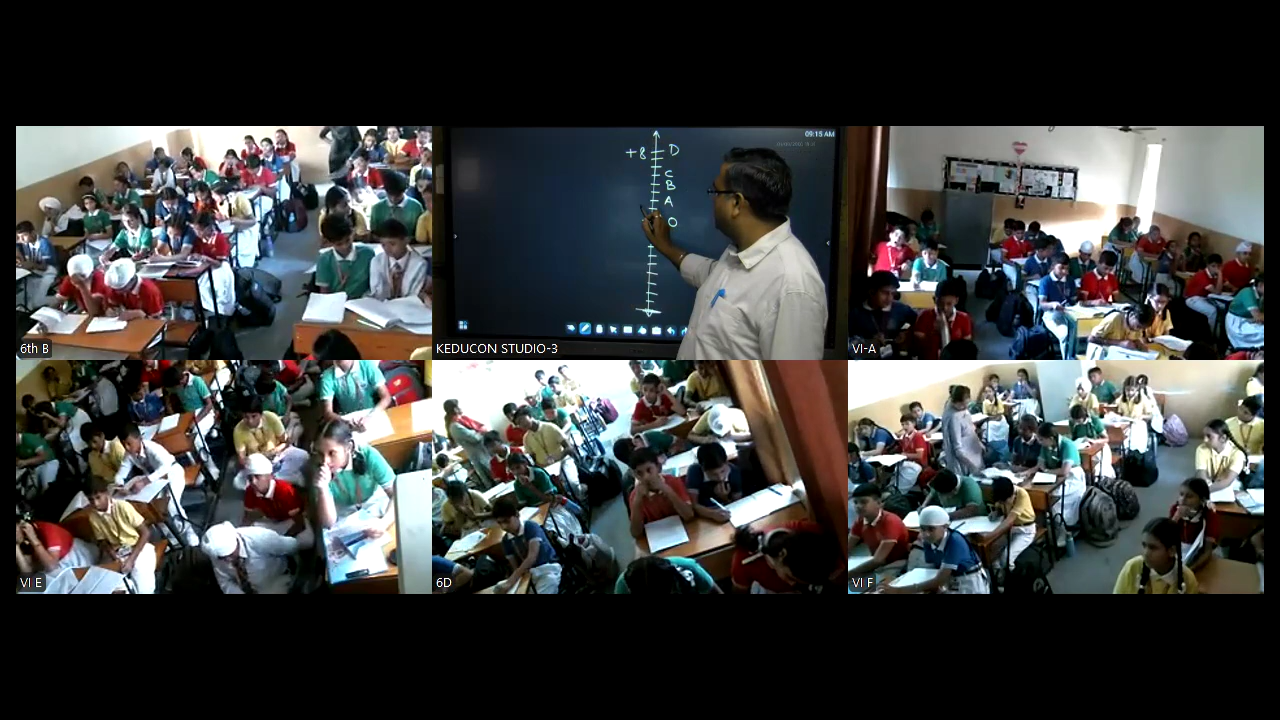 09:15 AM
+8 D
C
B
A
O
6th B
KEDUCON STUDIO-3
VI-A
VI E
6D
VI F